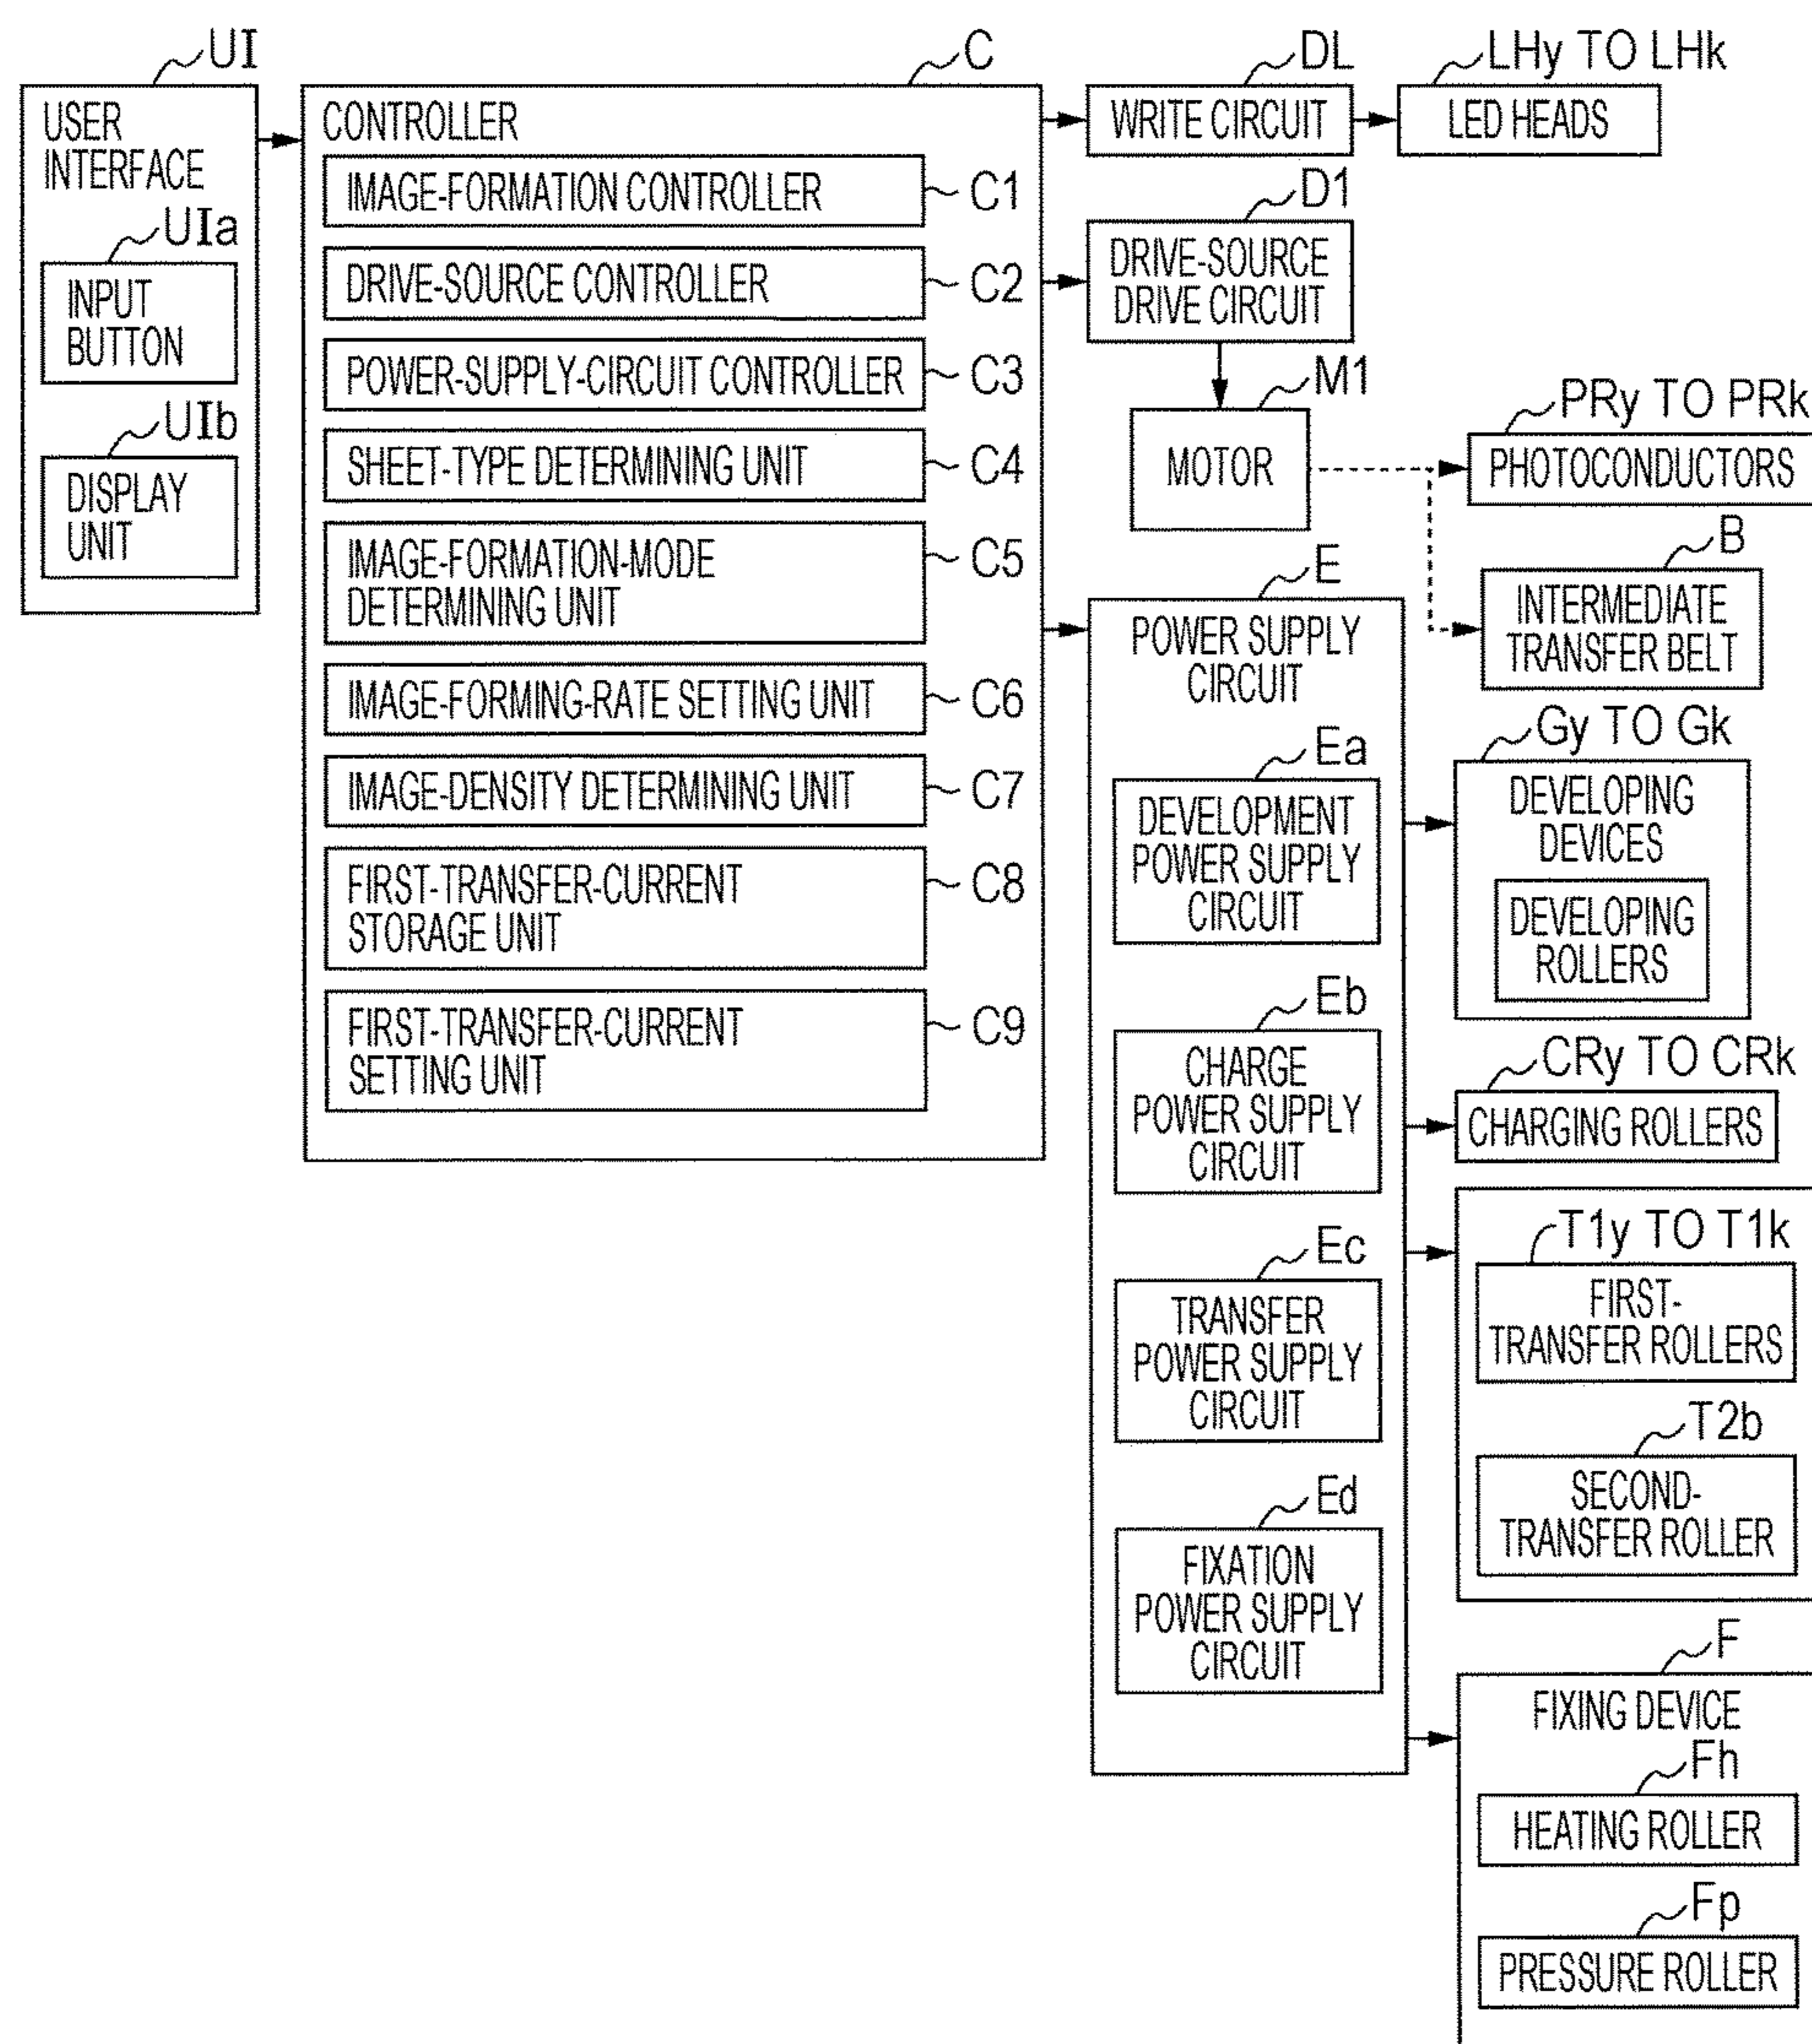 UI
USER
INTERFACE
UIa
INPUT
BUTTON
UIb
DISPLAY
UNIT
C
CONTROLLER
IMAGE-FORMATION CONTROLLER
C1
DRIVE-SOURCE CONTROLLER
C2
POWER-SUPPLY-CIRCUIT CONTROLLER
C3
SHEET-TYPE DETERMINING UNIT
C4
IMAGE-FORMATION-MODE
DETERMINING UNIT
C5
IMAGE-FORMING-RATE SETTING UNIT
C6
IMAGE-DENSITY DETERMINING UNIT
C7
FIRST-TRANSFER-CURRENT
STORAGE UNIT
C8
FIRST-TRANSFER-CURRENT
SETTING UNIT
C9
DL
WRITE CIRCUIT
LHy TO LHk
LED HEADS
D1
DRIVE-SOURCE
DRIVE CIRCUIT
M1
MOTOR
PRy TO PRk
PHOTOCONDUCTORS
B
INTERMEDIATE
TRANSFER BELT
E
POWER SUPPLY
CIRCUIT
Ea
DEVELOPMENT
POWER SUPPLY
CIRCUIT
Eb
CHARGE
POWER SUPPLY
CIRCUIT
Ec
TRANSFER
POWER SUPPLY
CIRCUIT
Ed
FIXATION
POWER SUPPLY
CIRCUIT
Gy TO Gk
DEVELOPING
DEVICES
DEVELOPING
ROLLERS
CRy TO CRk
CHARGING ROLLERS
T1y TO T1k
FIRST-
TRANSFER ROLLERS
T2b
SECOND-
TRANSFER ROLLER
F
FIXING DEVICE
Fh
HEATING ROLLER
Fp
PRESSURE ROLLER